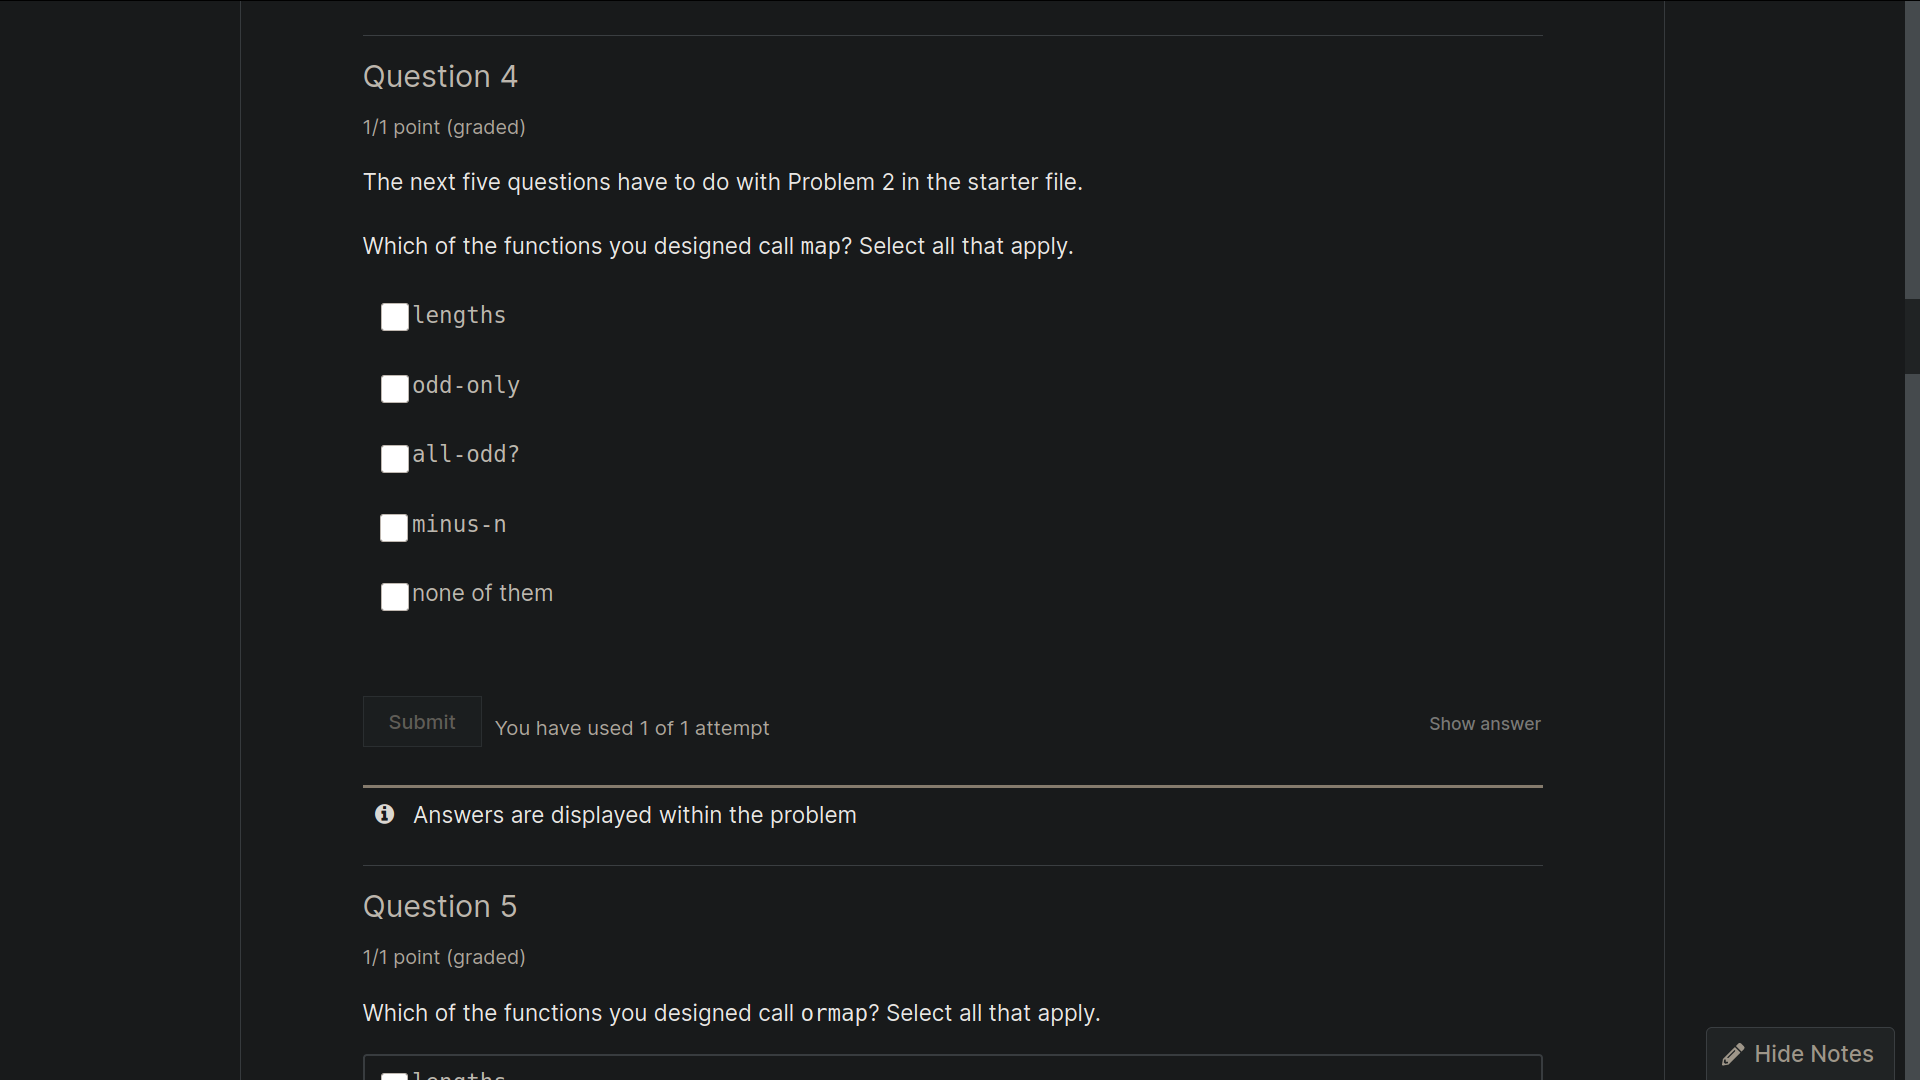 Question 4
1/1 point (graded)
The next five questions have to do with Problem 2 in the starter file.
Which of the functions you designed call map? Select all that apply.
lengths
odd-only
all-odd?
minus-n
none of them
Submit
You have used 1 of 1 attempt
Show answer
Answers are displayed within the problem
Question 5
1/1 point (graded)
Which of the functions you designed call ormap? Select all that apply.
lengths
Hide Notes